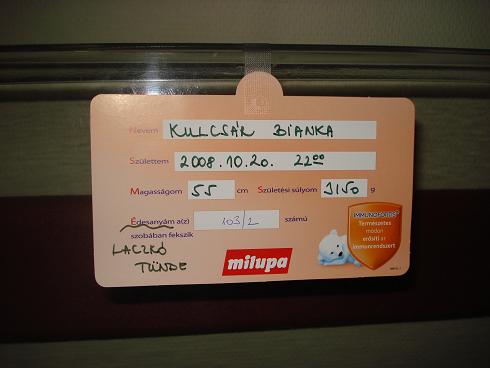 Nevem KULCSÁR BIANKA
Születtem 2008.10.20. 22⁰⁰
Magasságom 55 cm Születési súlyom 3150 g
Édesanyám a(z) 103/2 számú
szobában fekszik
LACZKÓ
TÜNDE
milupa
IMMUNOFORTIS
Természetes
módon
erősíti az
immunrendszert